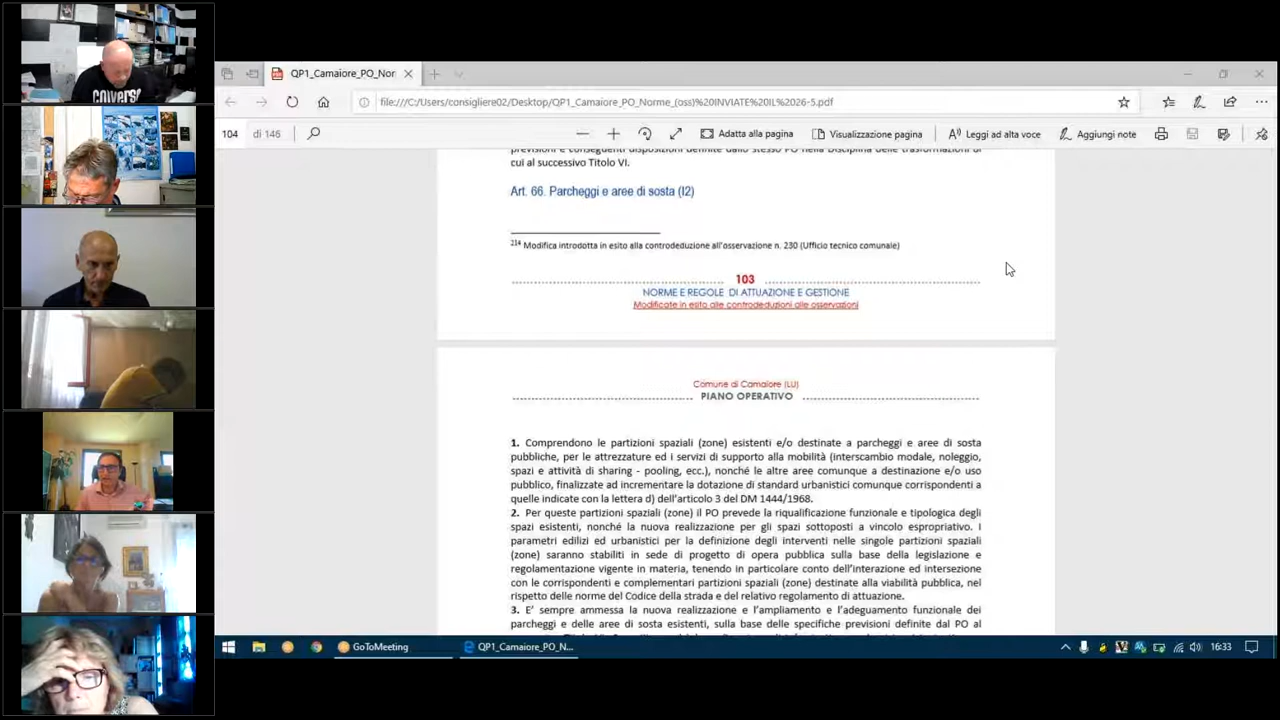 converse
QP1_Camaiore_PO_Nor
file:///C:/Users/consigliere02/Desktop/QP1_Camaiore_PO_Norme_(oss)%20INVIATE%20IL%2026-5.pdf
104 di 146 Adatta alla pagina Visualizzazione pagina Leggi ad alta voce Aggiungi note
previsioni e conseguenti disposizioni definite dallo stesso PO nella Disciplina delle trasformazioni di
cui al successivo Titolo VI.
Art. 66. Parcheggi e aree di sosta (I2)
214 Modifica introdotta in esito alla controdeduzione all'osservazione n. 230 (Ufficio tecnico comunale)
103
NORME E REGOLE DI ATTUAZIONE E GESTIONE
Modificate in esito alle controdeduzioni alle osservazioni
Comune di Camaiore (LU)
PIANO OPERATIVO
1. Comprendono le partizioni spaziali (zone) esistenti e/o destinate a parcheggi e aree di sosta
pubbliche, per le attrezzature ed i servizi di supporto alla mobilità (interscambio modale, noleggio,
spazi e attività di sharing - pooling, ecc.), nonché le altre aree comunque a destinazione e/o uso
pubblico, finalizzate ad incrementare la dotazione di standard urbanistici comunque corrispondenti a
quelle indicate con la lettera d) dell'articolo 3 del DM 1444/1968.
2. Per queste partizioni spaziali (zone) il PO prevede la riqualificazione funzionale e tipologica degli
spazi esistenti, nonché la nuova realizzazione per gli spazi sottoposti a vincolo espropriativo. I
parametri edilizi ed urbanistici per la definizione degli interventi nelle singole partizioni spaziali
(zone) saranno stabiliti in sede di progetto di opera pubblica sulla base della legislazione e
regolamentazione vigente in materia, tenendo in particolare conto dell'interazione ed intersezione
con le corrispondenti e complementari partizioni spaziali (zone) destinate alla viabilità pubblica, nel
rispetto delle norme del Codice della strada e del relativo regolamento di attuazione.
3. E' sempre ammessa la nuova realizzazione e l'ampliamento e l'adeguamento funzionale dei
parcheggi e delle aree di sosta esistenti, sulla base delle specifiche previsioni definite dal PO al
GoToMeeting QP1_Camaiore_PO_N... 16:33